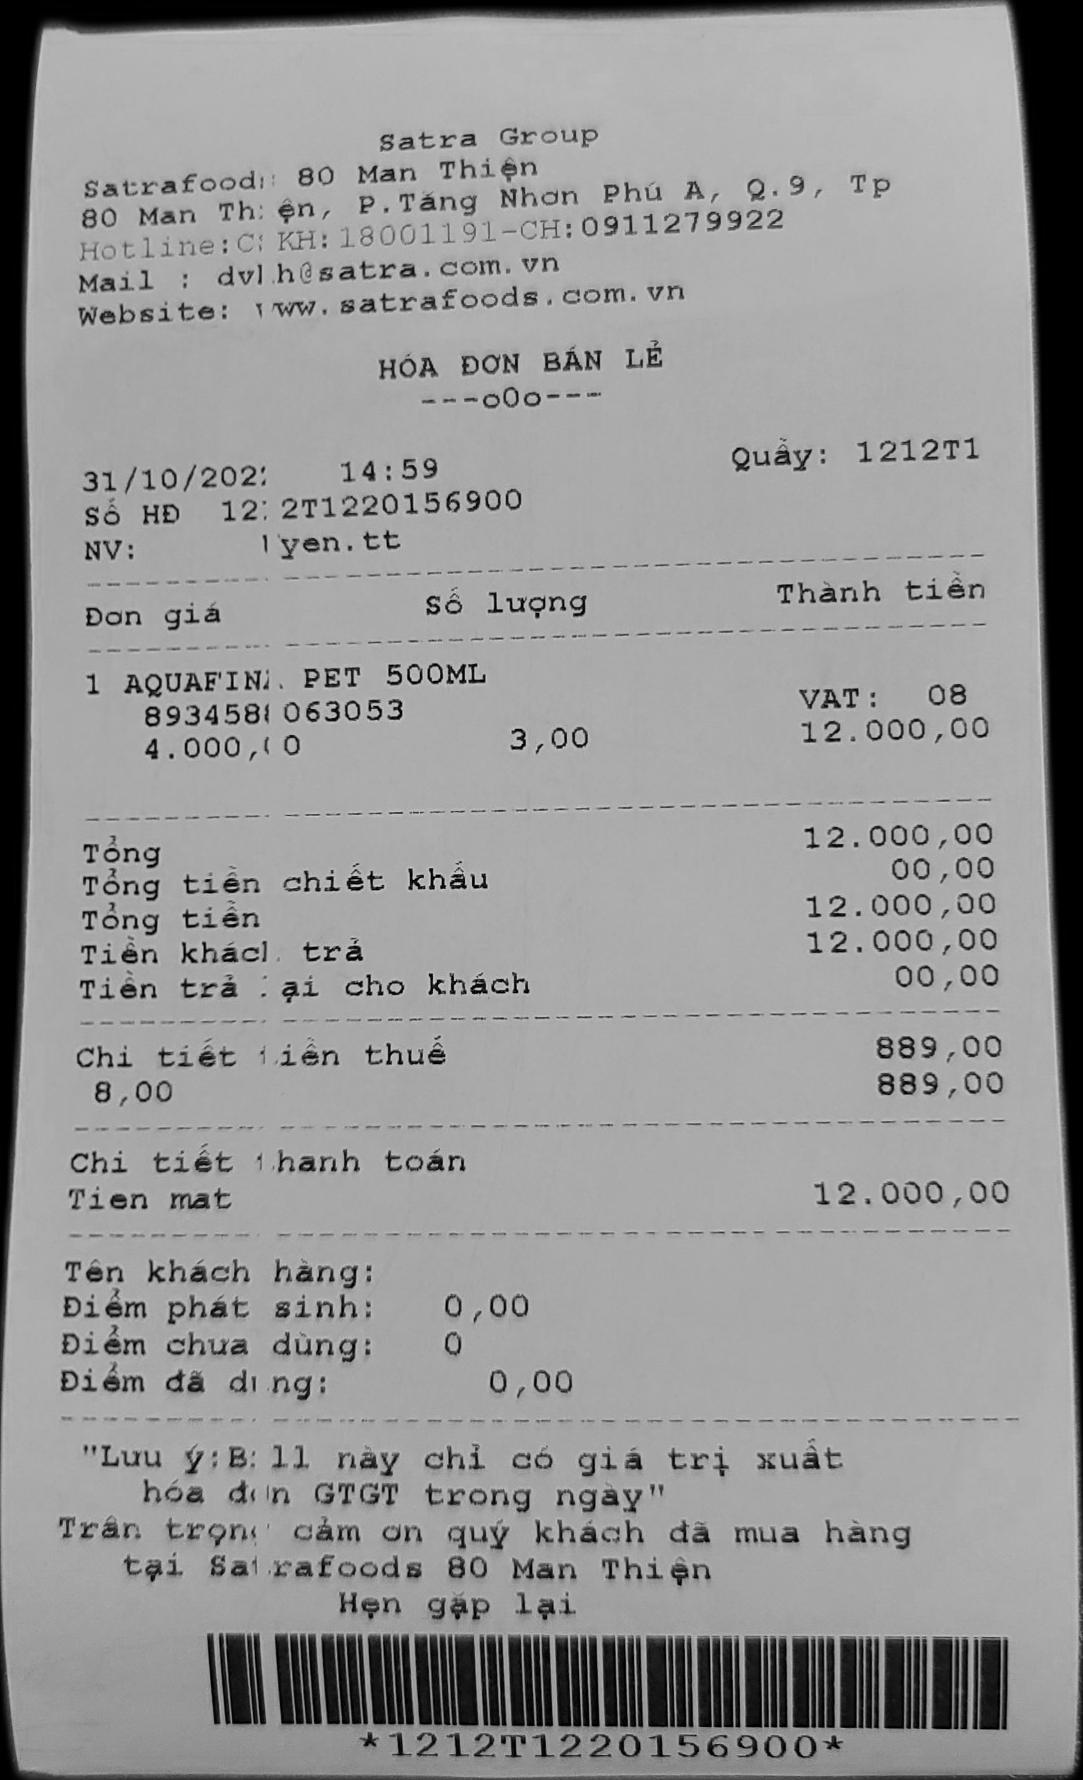 Satra Group
Satrafoods 80 Man Thiện
80 Man Thiện, P.Tăng Nhơn Phú A, Q.9, Tp
Hotline:CSKH:18001191-CH:0911279922
Mail : dvkh@satra.com.vn
Website: www.satrafoods.com.vn
HÓA ĐƠN BÁN LẺ
---oOo---
31/10/2022 14:59 Quầy: 1212T1
Số HĐ 1212T1220156900
NV: yen.tt
Đơn giá Số lượng Thành tiền
1 AQUAFINA PET 500ML
8934588063053 VAT: 08
4.000,00 3,00 12.000,00
Tổng 12.000,00
Tổng tiền chiết khấu 00,00
Tổng tiền 12.000,00
Tiền khách trả 12.000,00
Tiền trả lại cho khách 00,00
Chi tiết tiền thuế 889,00
8,00 889,00
Chi tiết thanh toán
Tien mat 12.000,00
Tên khách hàng:
Điểm phát sinh: 0,00
Điểm chưa dùng: 0
Điểm đã dùng: 0,00
"Lưu ý:Bill này chỉ có giá trị xuất
hóa đơn GTGT trong ngày"
Trân trọng cảm ơn quý khách đã mua hàng
tại Satrafoods 80 Man Thiện
Hẹn gặp lại
*1212T1220156900*